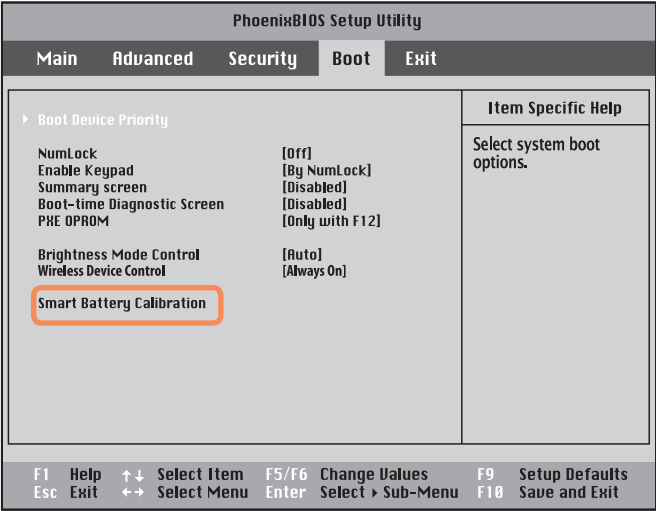 PhoenixBIOS Setup Utility
Main Advanced Security Boot Exit
Boot Device Priority
NumLock [Off]
Enable Keypad [By NumLock]
Summary screen [Disabled]
Boot-time Diagnostic Screen [Disabled]
PXE OPROM [Only with F12]
Brightness Mode Control [Auto]
Wireless Device Control [Always On]
Smart Battery Calibration
Item Specific Help
Select system boot
options.
F1 Help ↑↓ Select Item F5/F6 Change Values F9 Setup Defaults
Esc Exit ←→ Select Menu Enter Select ▸ Sub-Menu F10 Save and Exit